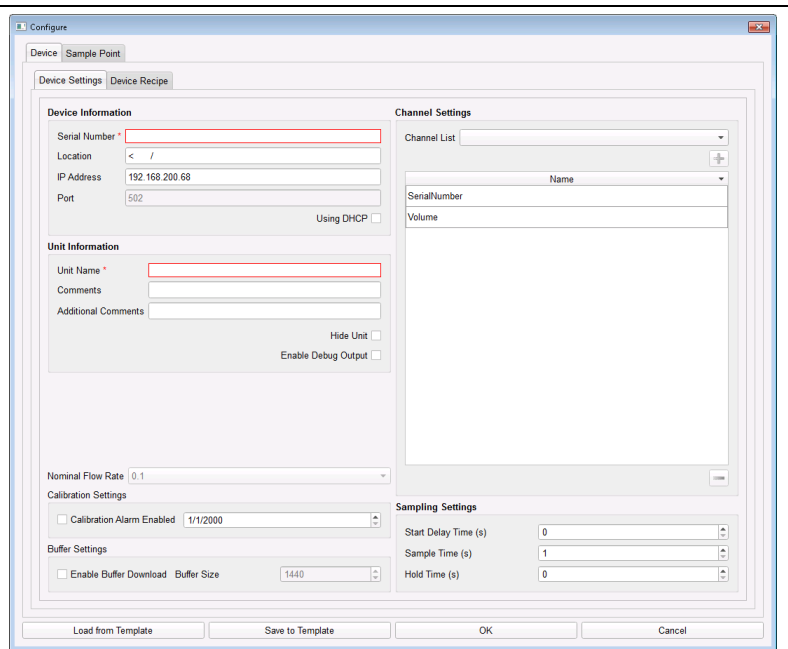 Configure
Device Sample Point
Device Settings Device Recipe
Device Information
Serial Number *
Location < /
IP Address 192.168.200.68
Port 502
Using DHCP
Unit Information
Unit Name *
Comments
Additional Comments
Hide Unit
Enable Debug Output
Nominal Flow Rate 0.1
Calibration Settings
Calibration Alarm Enabled 1/1/2000
Buffer Settings
Enable Buffer Download Buffer Size 1440
Channel Settings
Channel List
Name
SerialNumber
Volume
Sampling Settings
Start Delay Time (s) 0
Sample Time (s) 1
Hold Time (s) 0
Load from Template Save to Template OK Cancel